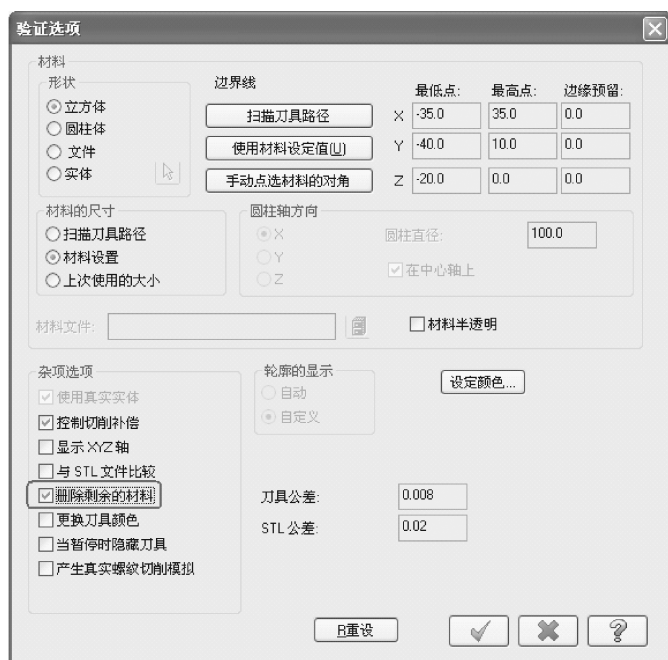 验证选项
材料
形状
立方体
圆柱体
文件
实体
边界线
扫描刀具路径
使用材料设定值(U)
手动点选材料的对角
最低点: 最高点: 边缘预留:
X -35.0 35.0 0.0
Y -40.0 10.0 0.0
Z -20.0 0.0 0.0
材料的尺寸
扫描刀具路径
材料设置
上次使用的大小
圆柱轴方向
X
Y
Z
圆柱直径: 100.0
在中心轴上
材料文件:
材料半透明
杂项选项
使用真实实体
控制切削补偿
显示 XYZ 轴
与 STL 文件比较
删除剩余的材料
更换刀具颜色
当暂停时隐藏刀具
产生真实螺纹切削模拟
轮廓的显示
自动
自定义
设定颜色...
刀具公差: 0.008
STL 公差: 0.02
R重设